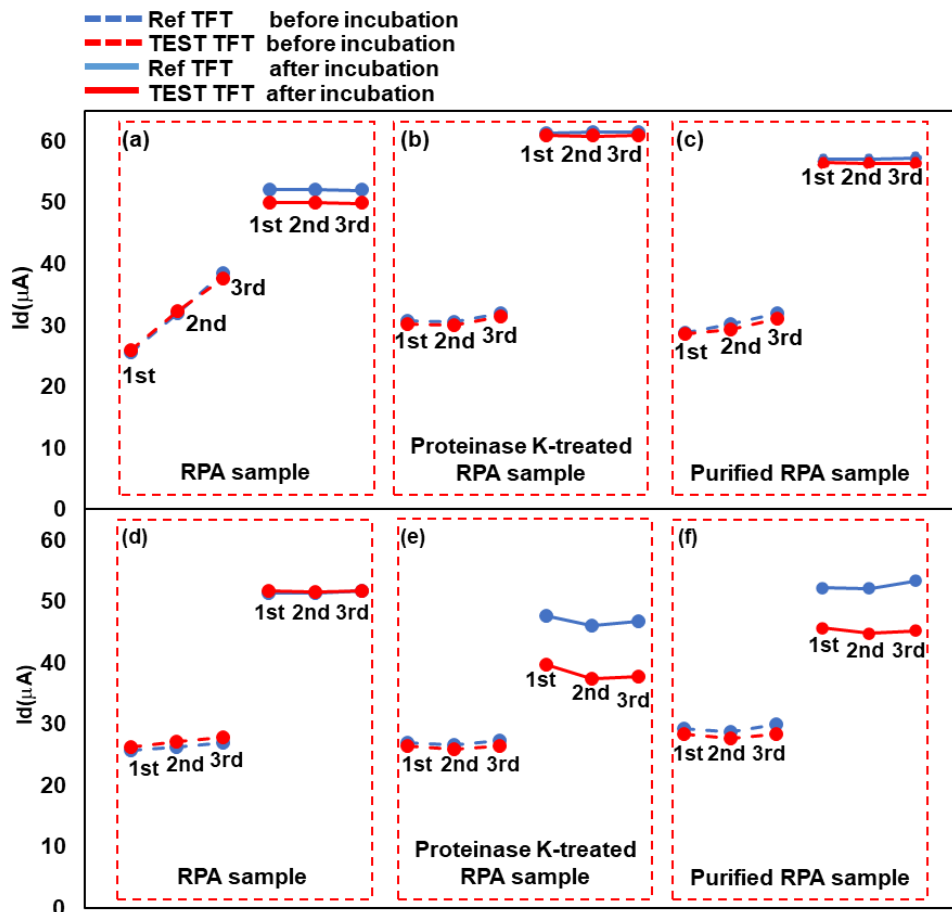 Ref TFT before incubation
TEST TFT before incubation
Ref TFT after incubation
TEST TFT after incubation
60
50
40
30
20
10
0
Id(μA)
(a)
1st
2nd
3rd
1st 2nd 3rd
RPA sample
(b)
1st 2nd 3rd
1st 2nd 3rd
Proteinase K-treated
RPA sample
(c)
1st 2nd 3rd
1st 2nd 3rd
Purified RPA sample
60
50
40
30
20
10
0
Id(μA)
(d)
1st 2nd 3rd
1st 2nd 3rd
RPA sample
(e)
1st 2nd 3rd
1st 2nd 3rd
Proteinase K-treated
RPA sample
(f)
1st 2nd 3rd
1st 2nd 3rd
Purified RPA sample